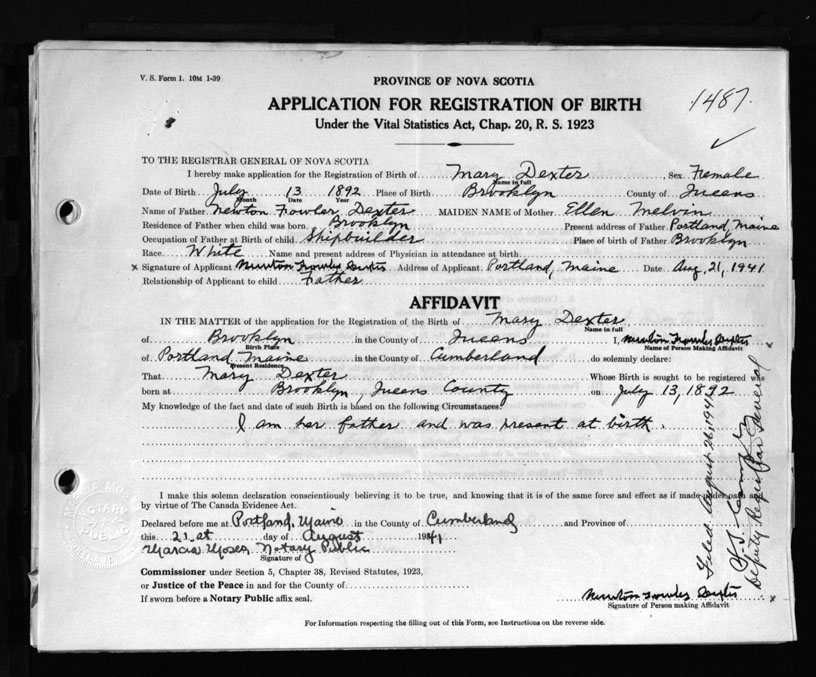 V. S. Form 1. 10M 1-39
PROVINCE OF NOVA SCOTIA
1487.
APPLICATION FOR REGISTRATION OF BIRTH
Under the Vital Statistics Act, Chap. 20, R. S. 1923
TO THE REGISTRAR GENERAL OF NOVA SCOTIA
I hereby make application for the Registration of Birth of Mary Dexter Sex Female
Name in full
Date of Birth July 13 1892 Place of Birth Brooklyn County of Queens
Month Date Year
Name of Father Newton Fowler Dexter MAIDEN NAME of Mother Ellen Melvin
Residence of Father when child was born Brooklyn Present address of Father Portland, Maine
Occupation of Father at Birth of child Shipbuilder Place of birth of Father Brooklyn
Race White Name and present address of Physician in attendance at birth
x Signature of Applicant Newton Fowler Dexter Address of Applicant Portland, Maine Date Aug, 21, 1941
Relationship of Applicant to child Father
AFFIDAVIT
IN THE MATTER of the application for the Registration of the Birth of Mary Dexter
Name in full
of Brooklyn in the County of Queens I, Newton Fowler Dexter x
Birth Place Name of Person Making Affidavit
of Portland Maine in the County of Cumberland do solemnly declare:
Present Residence
That Mary Dexter Whose Birth is sought to be registered was
born at Brooklyn, Queens County on July 13, 1892
My knowledge of the fact and date of such Birth is based on the following Circumstances:
I am her father and was present at birth.
I make this solemn declaration conscientiously believing it to be true, and knowing that it is of the same force and effect as if made under oath and
by virtue of The Canada Evidence Act.
Declared before me at Portland, Maine in the County of Cumberland and Province of
this 21st day of August 1941
Marcia Moses Notary Public
Signature of
Commissioner under Section 5, Chapter 38, Revised Statutes, 1923,
or Justice of the Peace in and for the County of
If sworn before a Notary Public affix seal.
Newton Fowler Dexter x
Signature of Person making Affidavit
For Information respecting the filling out of this Form, see Instructions on the reverse side.
Filed August 26, 1941
Deputy Registrar General